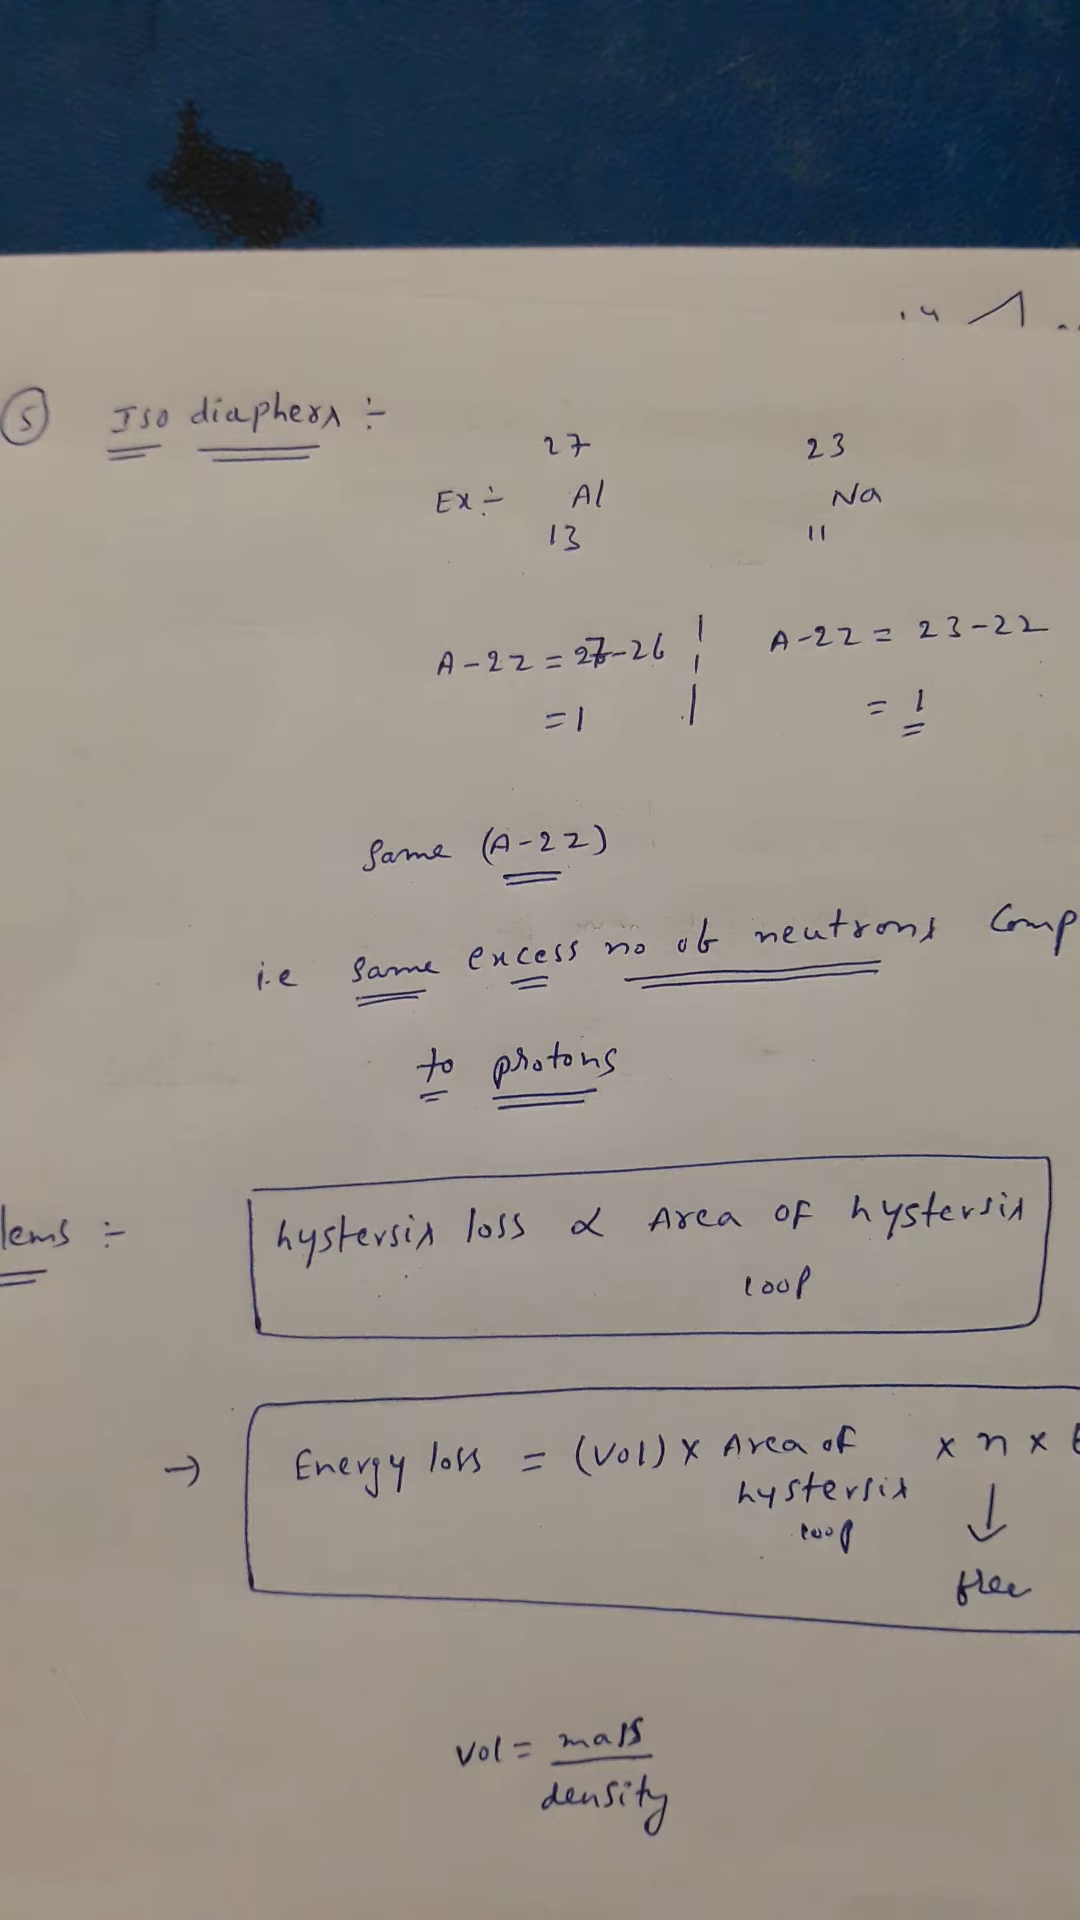 ⑤ Iso diaphers :-
27 23
Ex :- Al Na
13 11
A-2Z = 27-26 | A-2Z = 23-22
=1 | = 1
Same (A-2Z)
i.e same excess no of neutrons Comp
to protons
lems :- hystersis loss ∝ Area OF hystersis
loop
→ Energy loss = (Vol) x Area of x n x
hystersis ↓
loop
free
Vol = mass
density